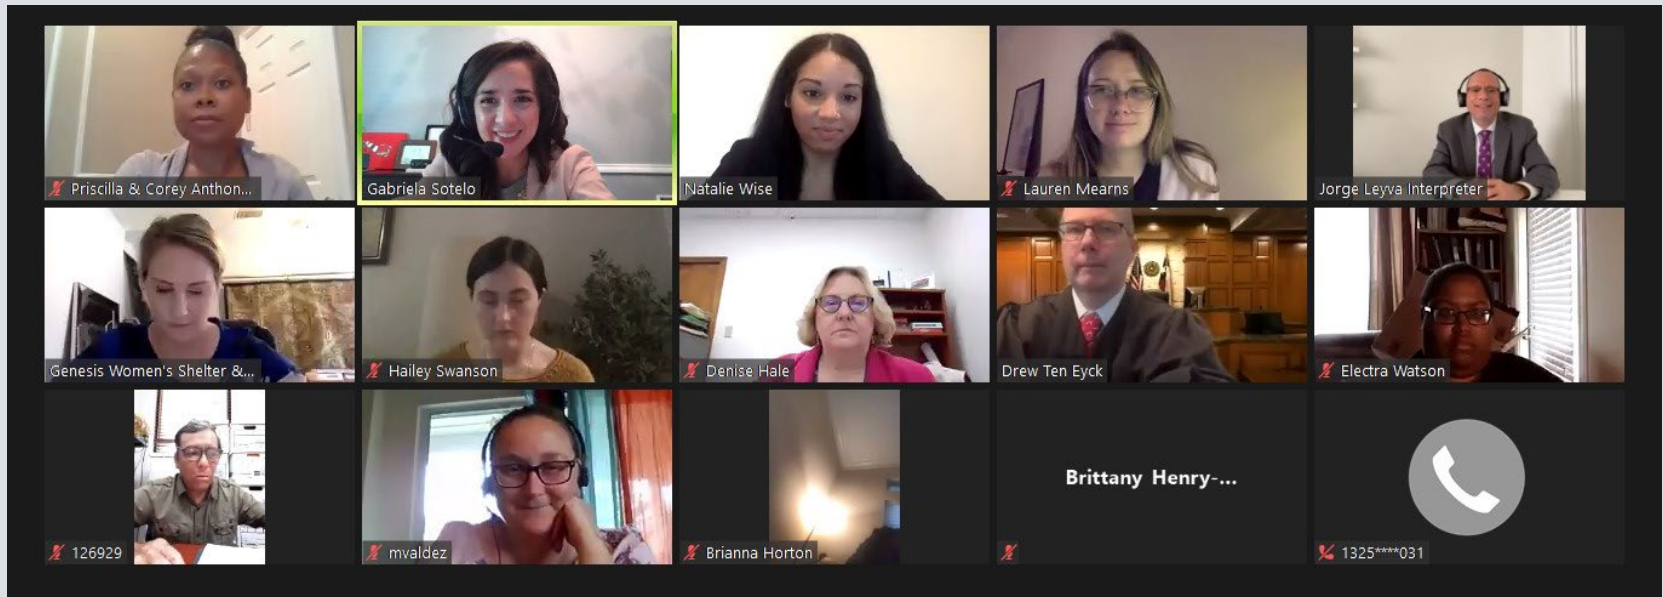 Priscilla & Corey Anthon...
Gabriela Sotelo
Natalie Wise
Lauren Mearns
Jorge Leyva Interpreter
Genesis Women's Shelter &...
Hailey Swanson
Denise Hale
Drew Ten Eyck
Electra Watson
126929
mvaldez
Brianna Horton
Brittany Henry-...
1325****031